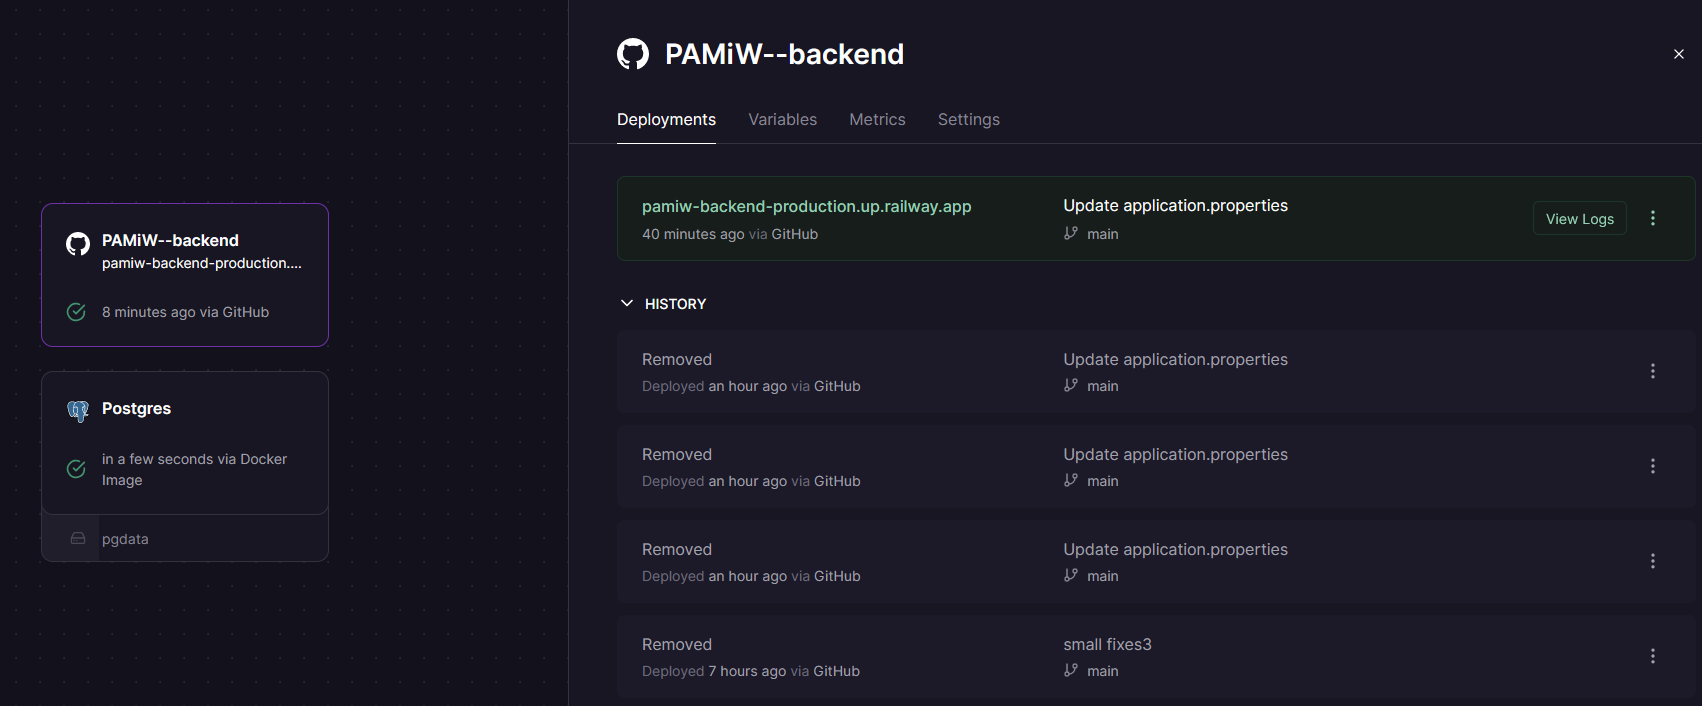 PAMiW--backend
pamiw-backend-production....
8 minutes ago via GitHub
Postgres
in a few seconds via Docker
Image
pgdata
PAMiW--backend
Deployments Variables Metrics Settings
pamiw-backend-production.up.railway.app Update application.properties View Logs
40 minutes ago via GitHub main
HISTORY
Removed Update application.properties
Deployed an hour ago via GitHub main
Removed Update application.properties
Deployed an hour ago via GitHub main
Removed Update application.properties
Deployed an hour ago via GitHub main
Removed small fixes3
Deployed 7 hours ago via GitHub main